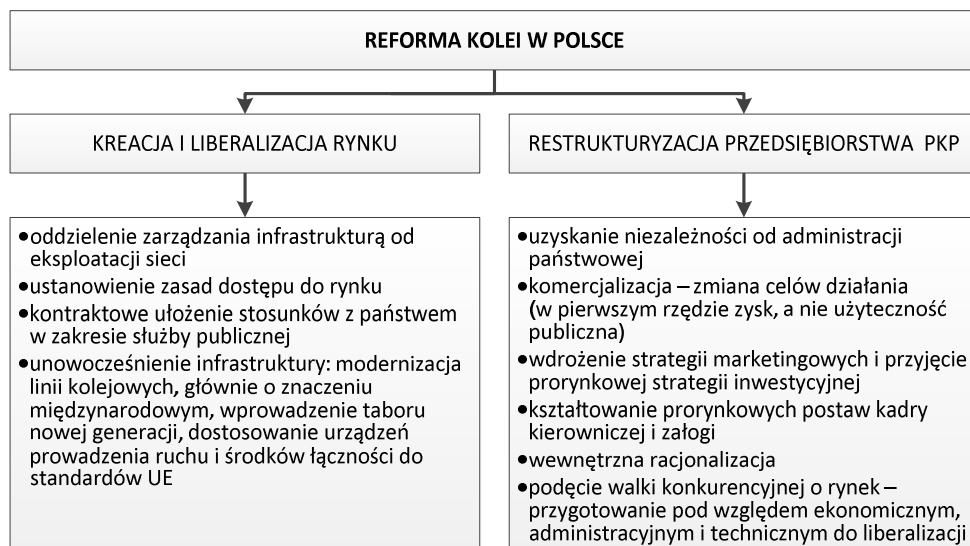 REFORMA KOLEI W POLSCE
KREACJA I LIBERALIZACJA RYNKU
•oddzielenie zarządzania infrastrukturą od
eksploatacji sieci
•ustanowienie zasad dostępu do rynku
•kontraktowe ułożenie stosunków z państwem
w zakresie służby publicznej
•unowocześnienie infrastruktury: modernizacja
linii kolejowych, głównie o znaczeniu
międzynarodowym, wprowadzenie taboru
nowej generacji, dostosowanie urządzeń
prowadzenia ruchu i środków łączności do
standardów UE
RESTRUKTURYZACJA PRZEDSIĘBIORSTWA PKP
•uzyskanie niezależności od administracji
państwowej
•komercjalizacja – zmiana celów działania
(w pierwszym rzędzie zysk, a nie użyteczność
publiczna)
•wdrożenie strategii marketingowych i przyjęcie
prorynkowej strategii inwestycyjnej
•kształtowanie prorynkowych postaw kadry
kierowniczej i załogi
•wewnętrzna racjonalizacja
•podęcie walki konkurencyjnej o rynek –
przygotowanie pod względem ekonomicznym,
administracyjnym i technicznym do liberalizacji